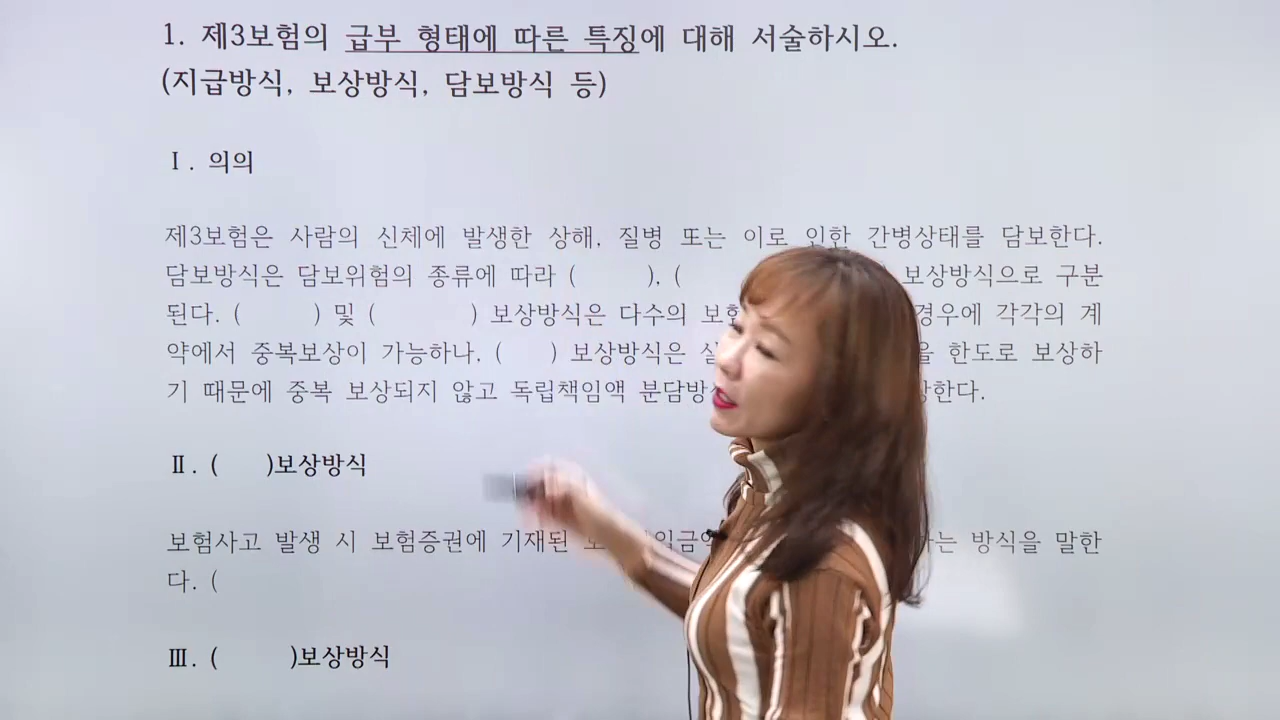 1. 제3보험의 급부 형태에 따른 특징에 대해 서술하시오.
(지급방식, 보상방식, 담보방식 등)
Ⅰ. 의의
제3보험은 사람의 신체에 발생한 상해, 질병 또는 이로 인한 간병상태를 담보한다.
담보방식은 담보위험의 종류에 따라 (      ), (      보상방식으로 구분
된다. (      ) 및 (      ) 보상방식은 다수의 경우에 각각의 계
약에서 중복보상이 가능하나, (    ) 보상방식은 한도로 보상하
기 때문에 중복 보상되지 않고 독립책임액
Ⅱ. (    )보상방식
보험사고 발생 시 보험증권에 기재된 방식을 말한
다. (
Ⅲ. (      )보상방식